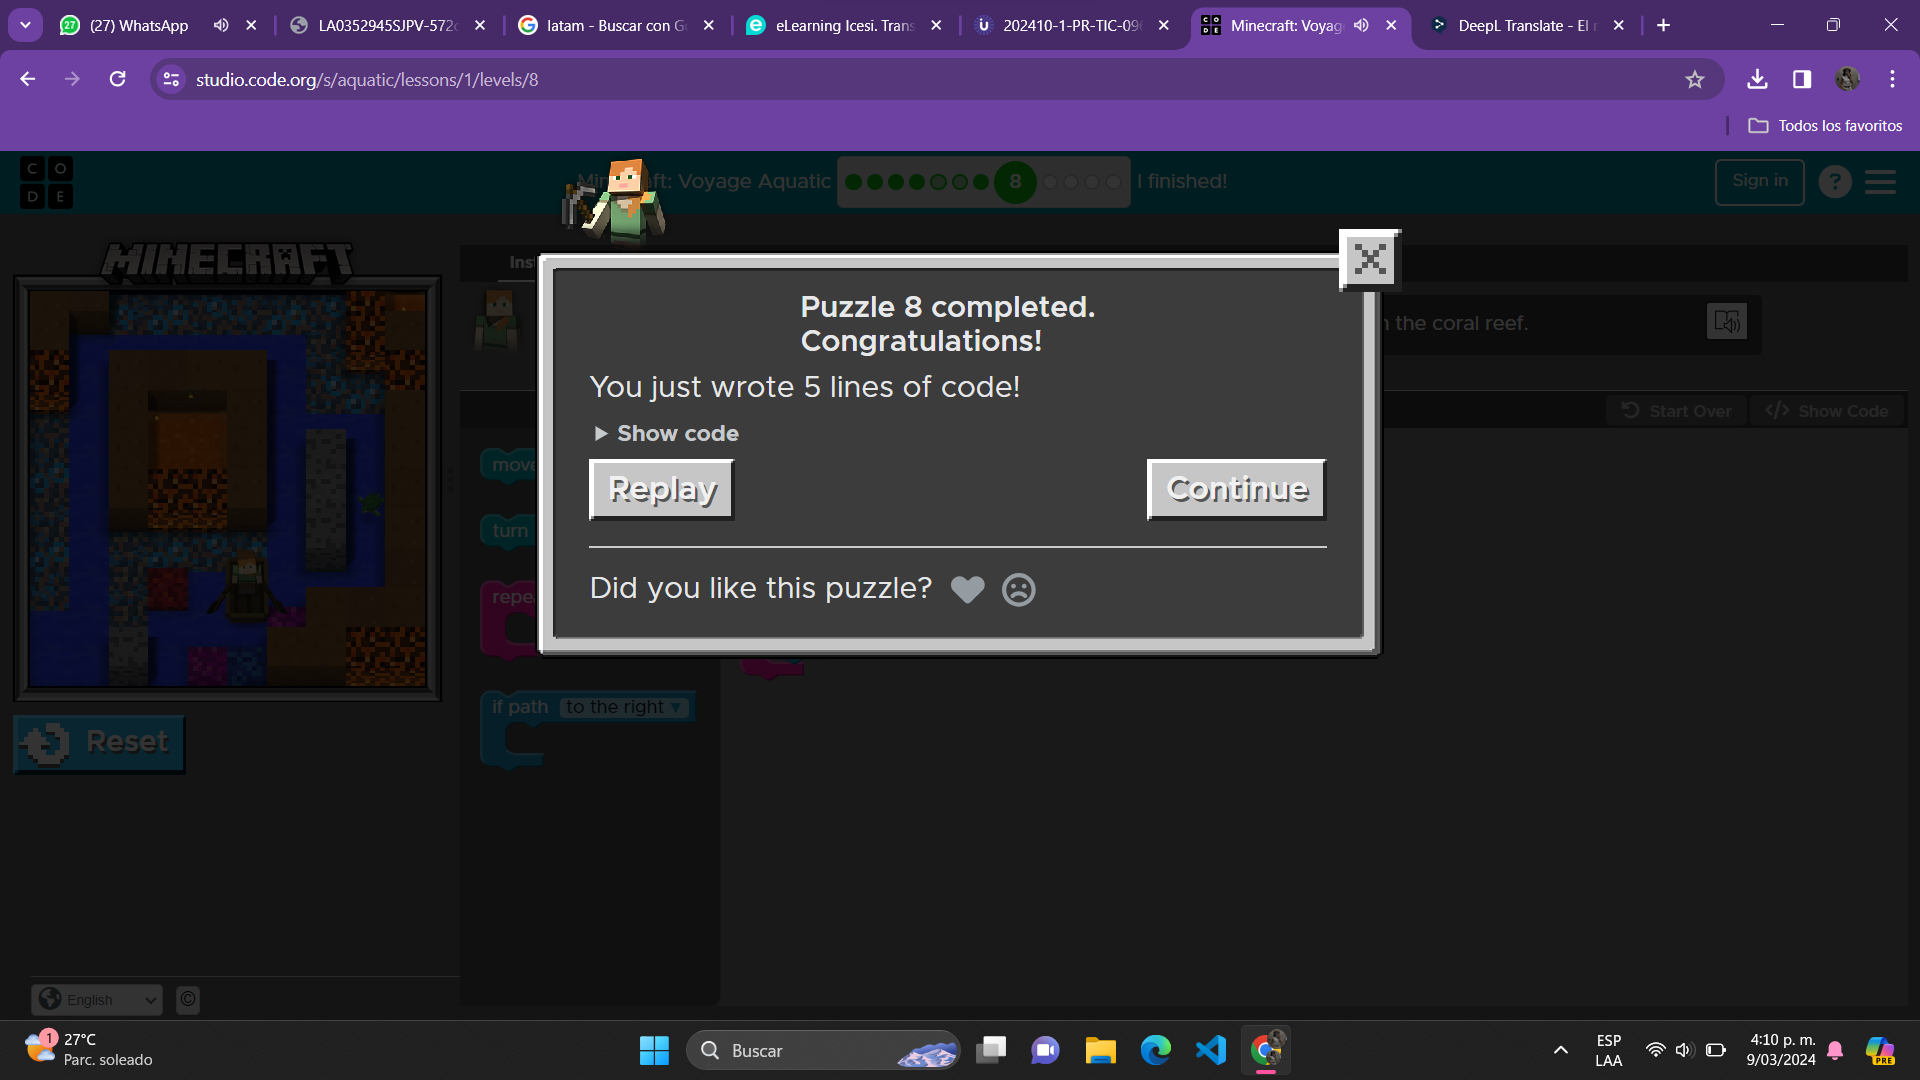 (27) WhatsApp
LA0352945SJPV-572
latam - Buscar con G
eLearning Icesi. Trans
202410-1-PR-TIC-09
Minecraft: Voyag
DeepL Translate - El
studio.code.org/s/aquatic/lessons/1/levels/8
Todos los favoritos
C O
D E
Minecraft: Voyage Aquatic
8
I finished!
Sign in
?
MINECRAFT
Ins
the coral reef.
Start Over
Show Code
Puzzle 8 completed.
Congratulations!
You just wrote 5 lines of code!
Show code
Replay
Continue
Did you like this puzzle?
move
turn
repe
if path to the right
Reset
English
©
1
27°C
Parc. soleado
Buscar
ESP
LAA
4:10 p. m.
9/03/2024
PRE